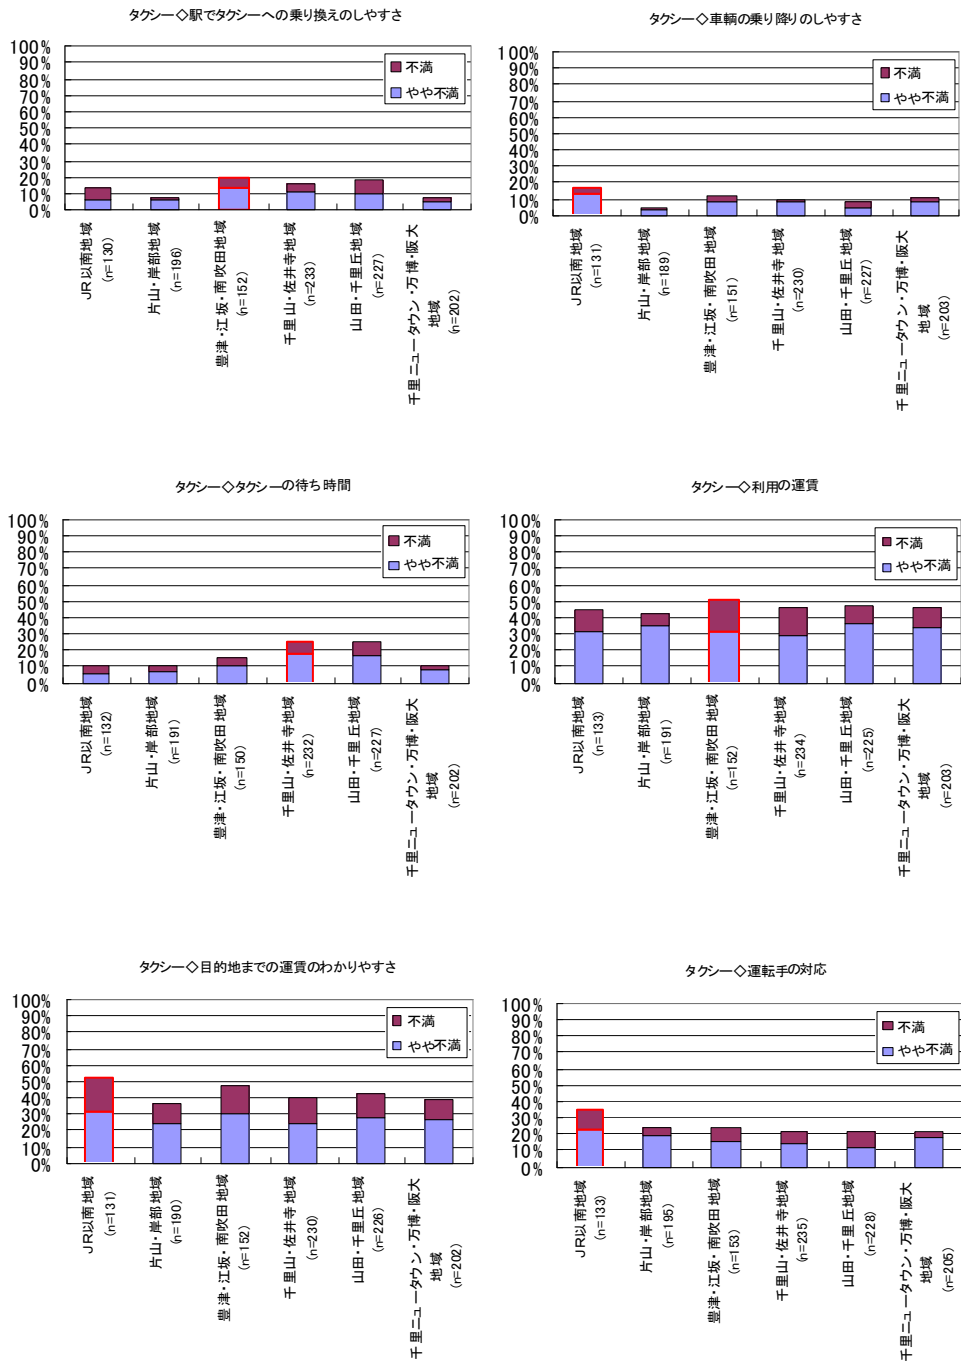 タクシー◇駅でタクシーへの乗り換えのしやすさ
100%
90%
80%
70%
60%
50%
40%
30%
20%
10%
0%
不満
やや不満
JR以南地域
(n=130)
片山・岸部地域
(n=196)
豊津・江坂・南吹田地域
(n=152)
千里山・佐井寺地域
(n=233)
山田・千里丘地域
(n=227)
千里ニュータウン・万博・阪大
地域
(n=202)
タクシー◇車輌の乗り降りのしやすさ
100%
90%
80%
70%
60%
50%
40%
30%
20%
10%
0%
不満
やや不満
JR以南地域
(n=131)
片山・岸部地域
(n=189)
豊津・江坂・南吹田地域
(n=151)
千里山・佐井寺地域
(n=230)
山田・千里丘地域
(n=227)
千里ニュータウン・万博・阪大
地域
(n=203)
タクシー◇タクシーの待ち時間
100%
90%
80%
70%
60%
50%
40%
30%
20%
10%
0%
不満
やや不満
JR以南地域
(n=132)
片山・岸部地域
(n=191)
豊津・江坂・南吹田地域
(n=150)
千里山・佐井寺地域
(n=232)
山田・千里丘地域
(n=227)
千里ニュータウン・万博・阪大
地域
(n=202)
タクシー◇利用の運賃
100%
90%
80%
70%
60%
50%
40%
30%
20%
10%
0%
不満
やや不満
JR以南地域
(n=133)
片山・岸部地域
(n=191)
豊津・江坂・南吹田地域
(n=152)
千里山・佐井寺地域
(n=234)
山田・千里丘地域
(n=225)
千里ニュータウン・万博・阪大
地域
(n=203)
タクシー◇目的地までの運賃のわかりやすさ
100%
90%
80%
70%
60%
50%
40%
30%
20%
10%
0%
不満
やや不満
JR以南地域
(n=131)
片山・岸部地域
(n=190)
豊津・江坂・南吹田地域
(n=152)
千里山・佐井寺地域
(n=230)
山田・千里丘地域
(n=226)
千里ニュータウン・万博・阪大
地域
(n=202)
タクシー◇運転手の対応
100%
90%
80%
70%
60%
50%
40%
30%
20%
10%
0%
不満
やや不満
JR以南地域
(n=133)
片山・岸部地域
(n=195)
豊津・江坂・南吹田地域
(n=153)
千里山・佐井寺地域
(n=235)
山田・千里丘地域
(n=228)
千里ニュータウン・万博・阪大
地域
(n=205)